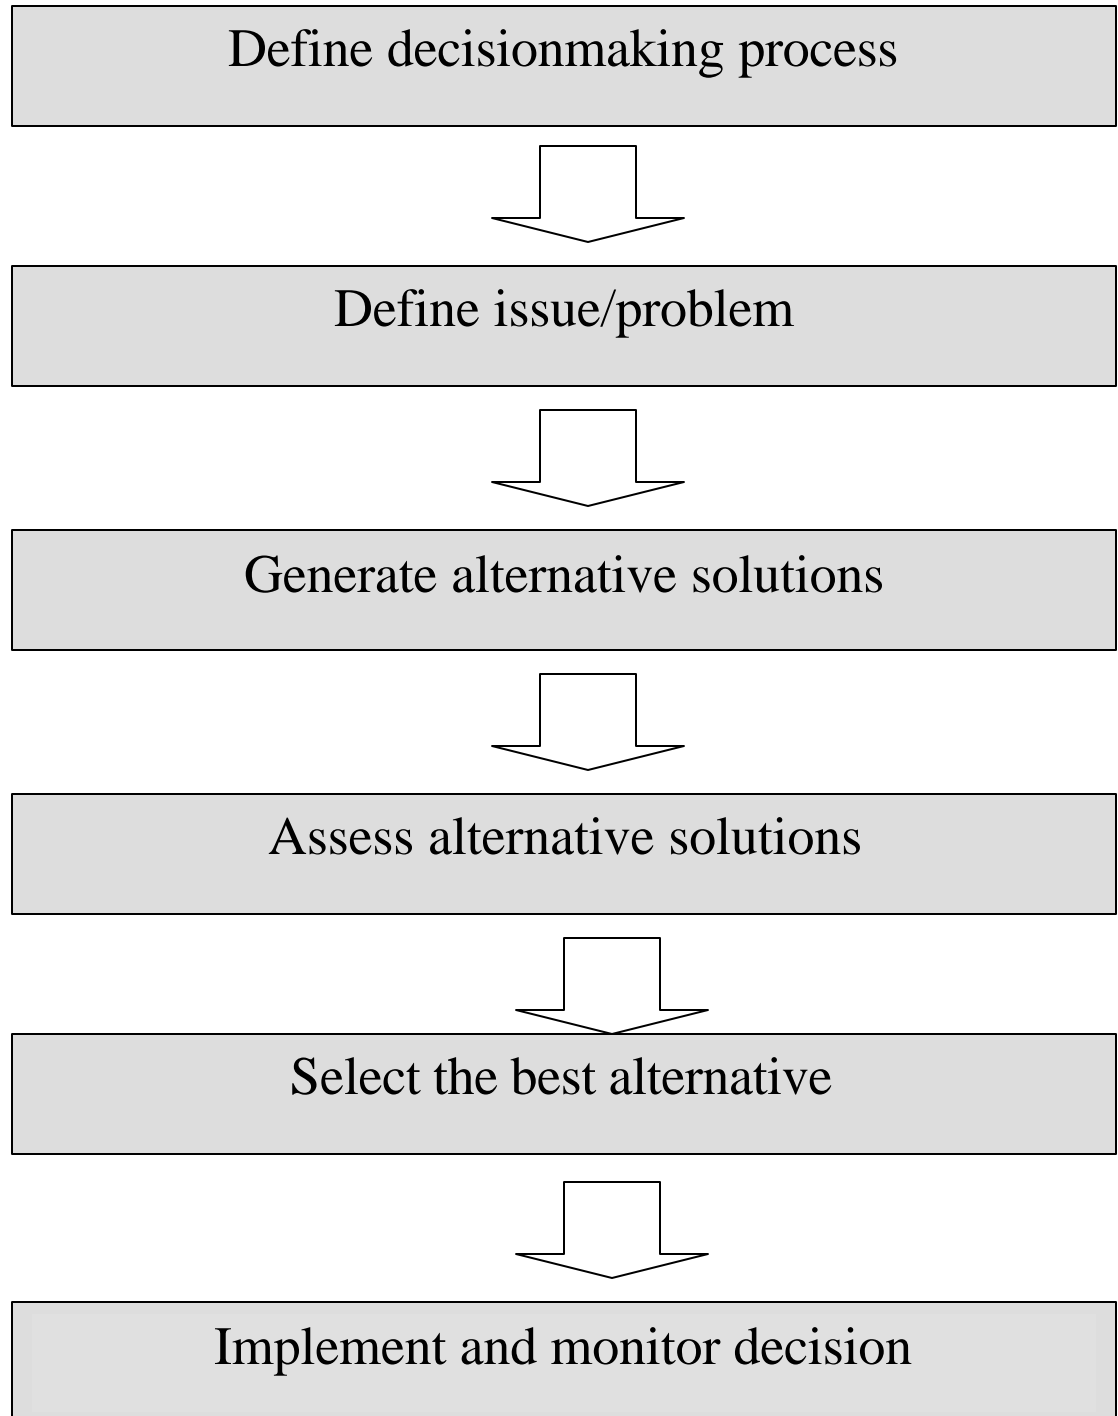 Define decisionmaking process
Define issue/problem
Generate alternative solutions
Assess alternative solutions
Select the best alternative
Implement and monitor decision